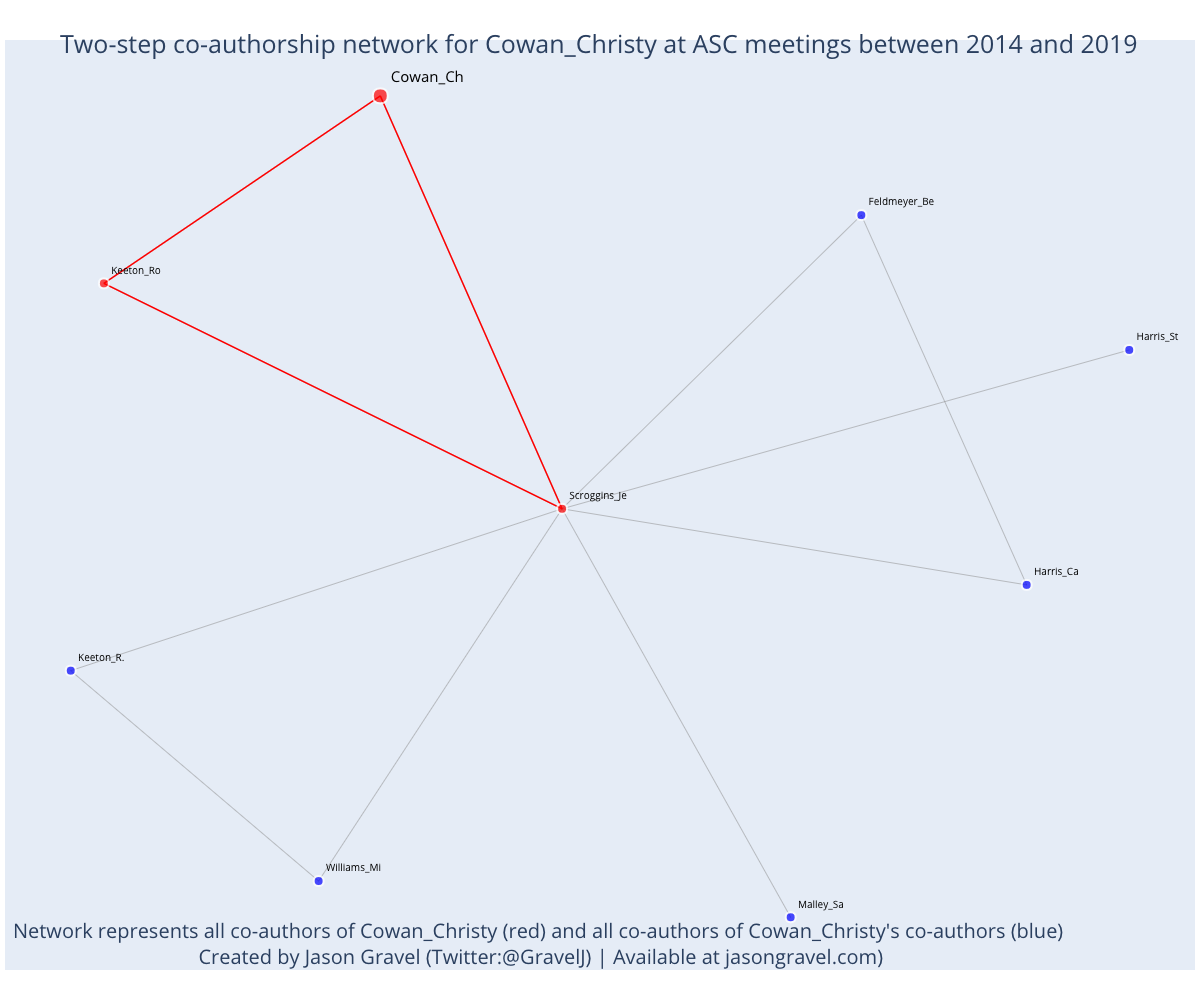 Two-step co-authorship network for Cowan_Christy at ASC meetings between 2014 and 2019
Cowan_Ch
Feldmeyer_Be
Keeton_Ro
Harris_St
Scroggins_Je
Harris_Ca
Keeton_R.
Williams_Mi
Malley_Sa
Network represents all co-authors of Cowan_Christy (red) and all co-authors of Cowan_Christy's co-authors (blue)
Created by Jason Gravel (Twitter:@GravelJ) | Available at jasongravel.com)